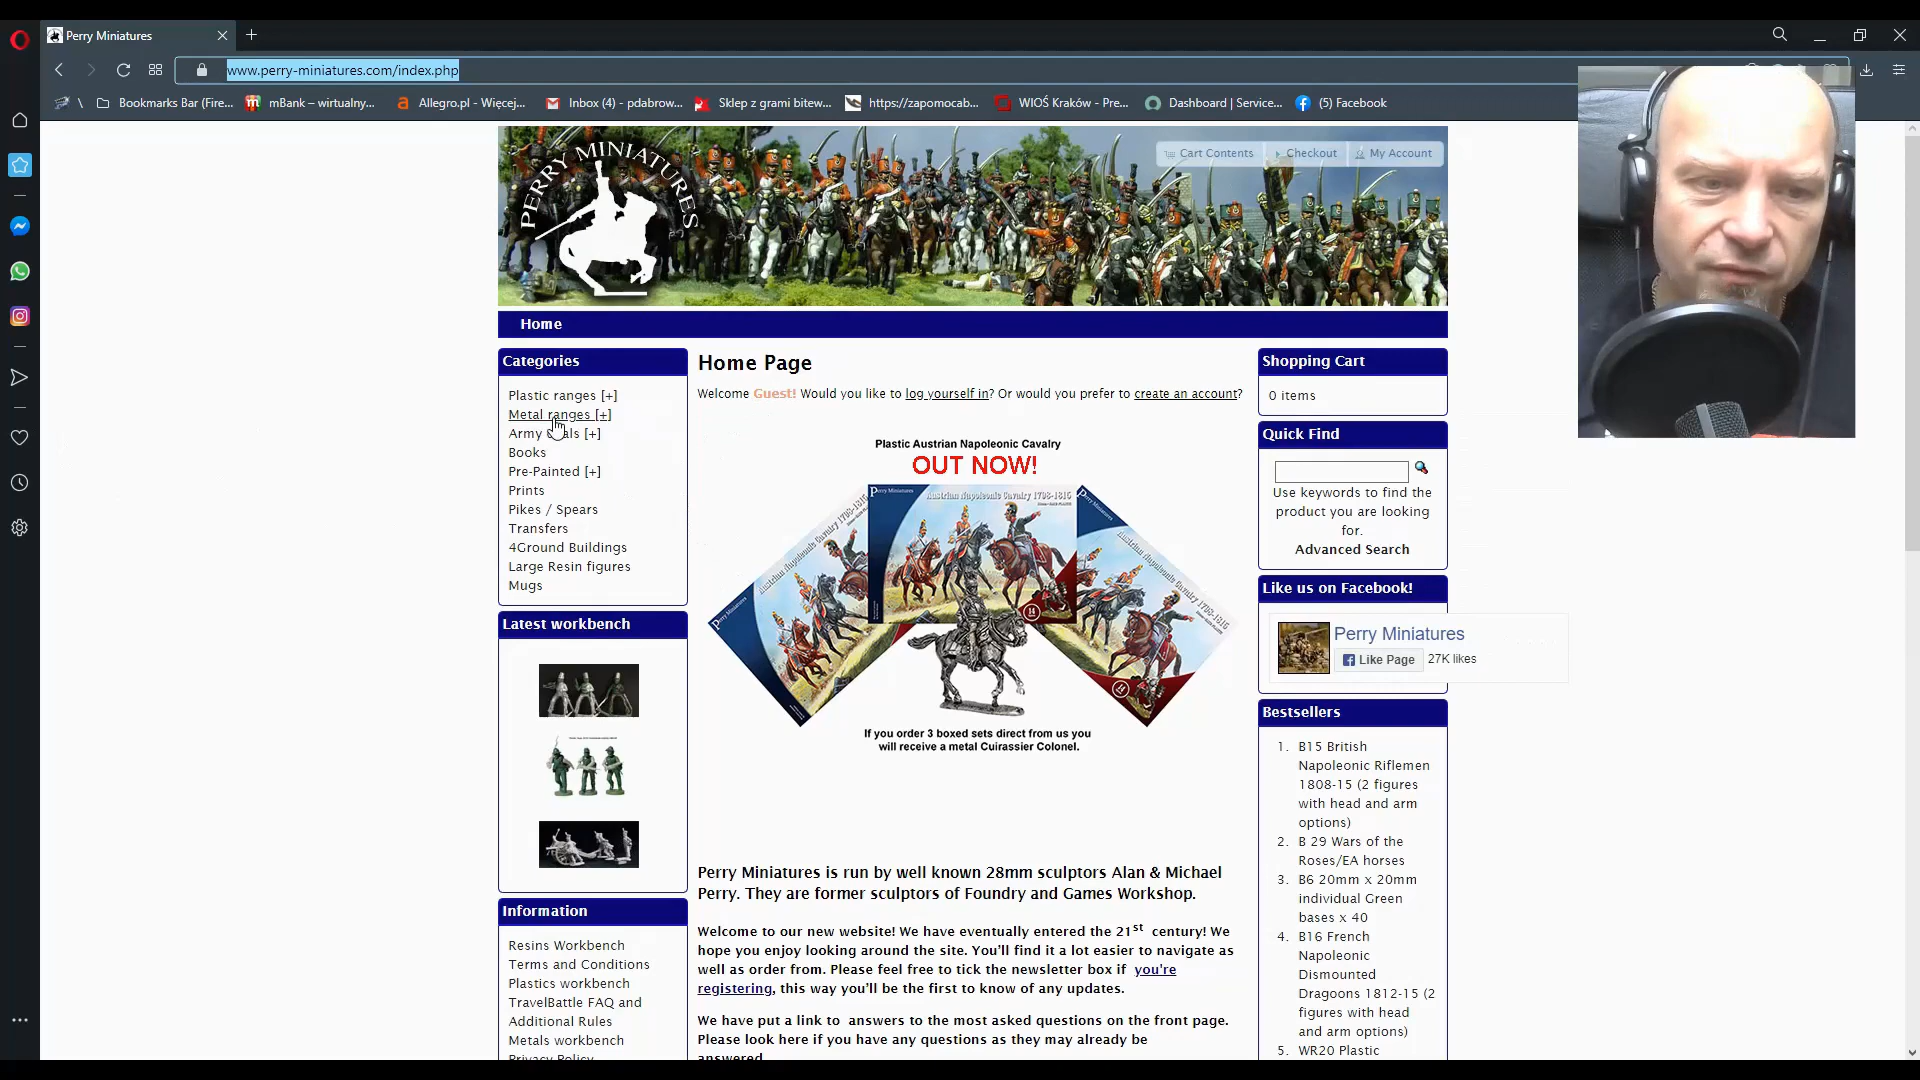 Perry Miniatures
www.perry-miniatures.com/index.php
Bookmarks Bar (Fire...
mBank – wirtualny...
Allegro.pl - Więcej...
Inbox (4) - pdabrow...
Sklep z grami bitew...
https://zapomocab...
WIOŚ Kraków - Pre...
Dashboard | Service...
(5) Facebook
PERRY MINIATURES
Cart Contents
Checkout
My Account
Home
Categories
Plastic ranges [+]
Metal ranges [+]
Army [+]
Books
Pre-Painted [+]
Prints
Pikes / Spears
Transfers
4Ground Buildings
Large Resin figures
Mugs
Latest workbench
Information
Resins Workbench
Terms and Conditions
Plastics workbench
TravelBattle FAQ and
Additional Rules
Metals workbench
Privacy Policy
Home Page
Welcome Guest! Would you like to log yourself in? Or would you prefer to create an account?
Plastic Austrian Napoleonic Cavalry
OUT NOW!
Perry Miniatures
Austrian Napoleonic Cavalry 1798-1815
If you order 3 boxed sets direct from us you
will receive a metal Cuirassier Colonel.
Perry Miniatures is run by well known 28mm sculptors Alan & Michael
Perry. They are former sculptors of Foundry and Games Workshop.
Welcome to our new website! We have eventually entered the 21st century! We
hope you enjoy looking around the site. You'll find it a lot easier to navigate as
well as order from. Please feel free to tick the newsletter box if you're
registering, this way you'll be the first to know of any updates.
We have put a link to answers to the most asked questions on the front page.
Please look here if you have any questions as they may already be
answered
Shopping Cart
0 items
Quick Find
Use keywords to find the
product you are looking
for.
Advanced Search
Like us on Facebook!
Perry Miniatures
Like Page
27K likes
Bestsellers
1. B15 British
Napoleonic Riflemen
1808-15 (2 figures
with head and arm
options)
2. B 29 Wars of the
Roses/EA horses
3. B6 20mm x 20mm
individual Green
bases x 40
4. B16 French
Napoleonic
Dismounted
Dragoons 1812-15 (2
figures with head
and arm options)
5. WR20 Plastic